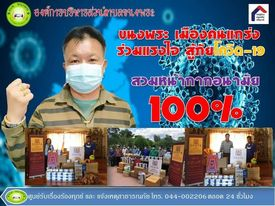 องค์การบริหารส่วนตำบลขนงพระ
ขนงพระ เมืองคนแกร่ง
ร่วมแรงใจ สู้ภัยโควิด-19
สวมหน้ากากอนามัย
100%
ศูนย์รับเรื่องร้องทุกข์ และ แจ้งเหตุสาธารณภัย โทร. 044-002206 ตลอด 24 ชั่วโมง